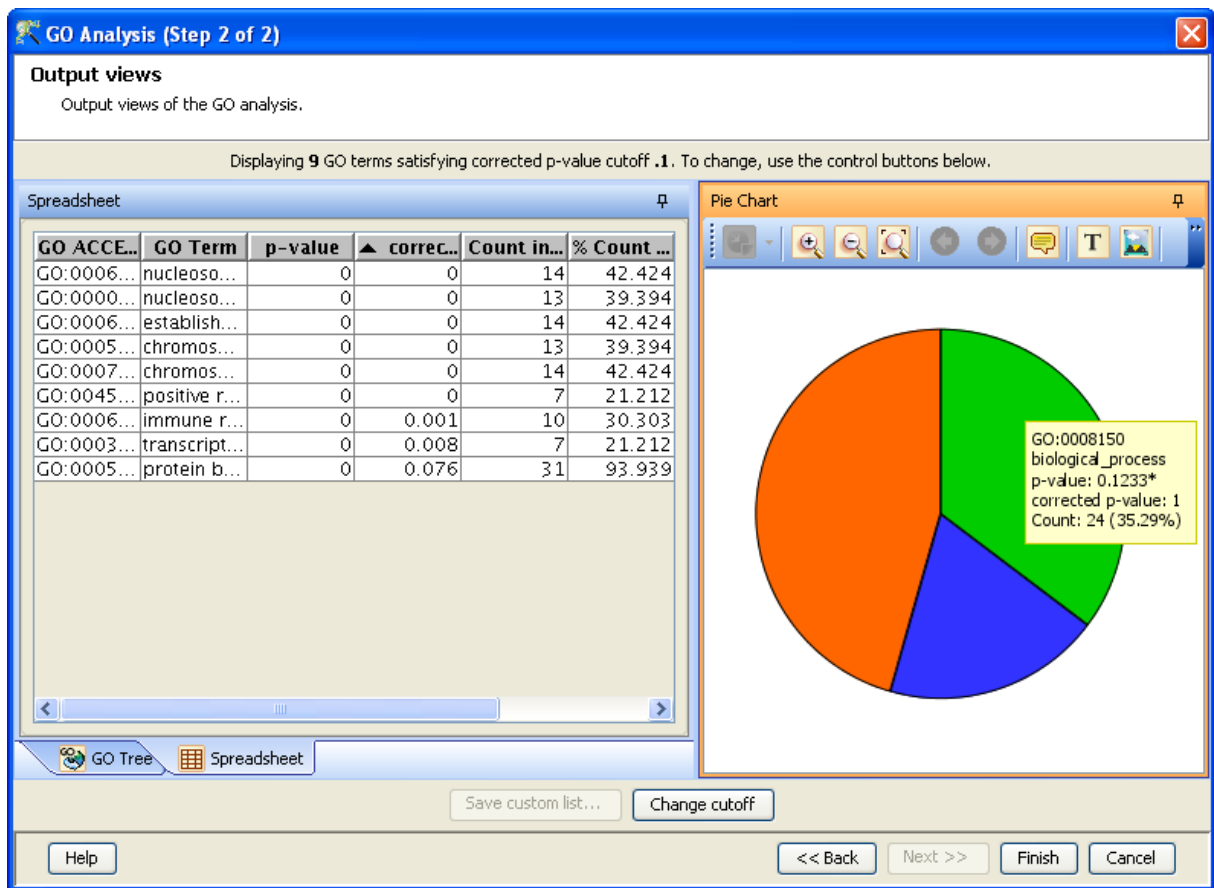 GO Analysis (Step 2 of 2)
Output views
Output views of the GO analysis.
Displaying 9 GO terms satisfying corrected p-value cutoff .1. To change, use the control buttons below.
Spreadsheet
GO ACCE... GO Term p-value ▲ correc... Count in... % Count ...
GO:0006... nucleoso... 0 0 14 42.424
GO:0000... nucleoso... 0 0 13 39.394
GO:0006... establish... 0 0 14 42.424
GO:0005... chromos... 0 0 13 39.394
GO:0007... chromos... 0 0 14 42.424
GO:0045... positive r... 0 0 7 21.212
GO:0006... immune r... 0 0.001 10 30.303
GO:0003... transcript... 0 0.008 7 21.212
GO:0005... protein b... 0 0.076 31 93.939
GO Tree Spreadsheet
Pie Chart
T
GO:0008150
biological_process
p-value: 0.1233*
corrected p-value: 1
Count: 24 (35.29%)
Save custom list... Change cutoff
Help << Back Next >> Finish Cancel